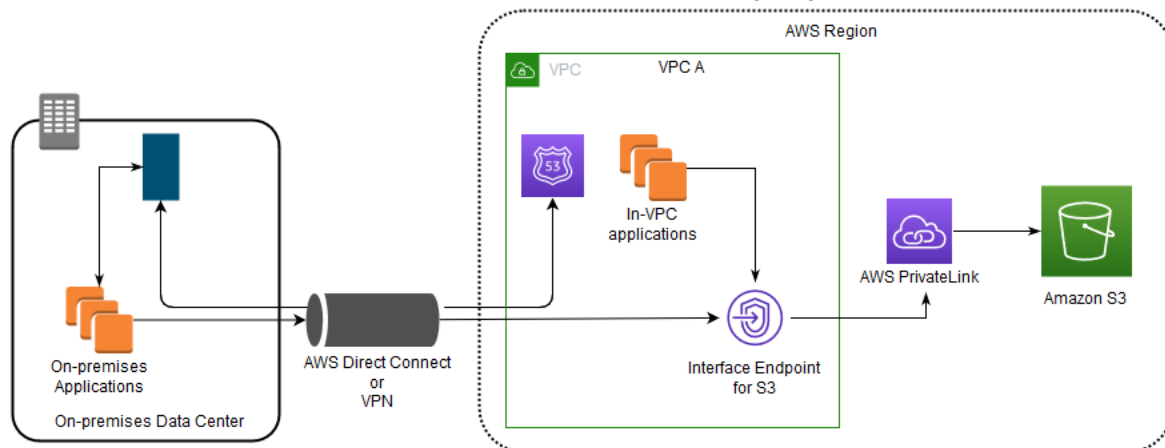 AWS Region
VPC
VPC A
53
In-VPC
applications
AWS PrivateLink
Amazon S3
On-premises
Applications
On-premises Data Center
AWS Direct Connect
or
VPN
Interface Endpoint
for S3